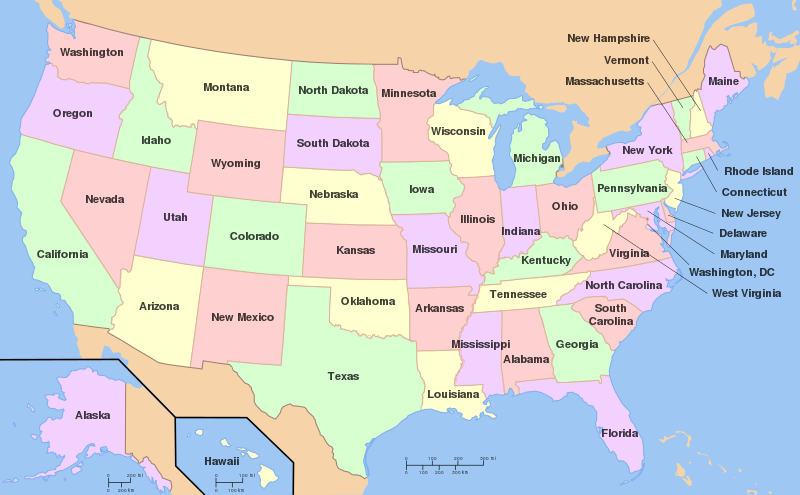 New Hampshire
Vermont
Massachusetts
Washington
Montana
North Dakota
Minnesota
Maine
Oregon
Idaho
Wisconsin
South Dakota
Michigan
New York
Wyoming
Rhode Island
Nevada
Utah
Nebraska
Iowa
Pennsylvania
Connecticut
Illinois
Indiana
Ohio
New Jersey
Delaware
California
Colorado
Kansas
Missouri
Kentucky
Virginia
Maryland
Washington, DC
West Virginia
Arizona
New Mexico
Oklahoma
Arkansas
Tennessee
North Carolina
South
Carolina
Mississippi
Alabama
Georgia
Texas
Louisiana
Florida
Alaska
Hawaii
0 100 200 300 mi
0 100 200 300 km
0 200 mi
0 200 km
0 100 mi
0 100 km